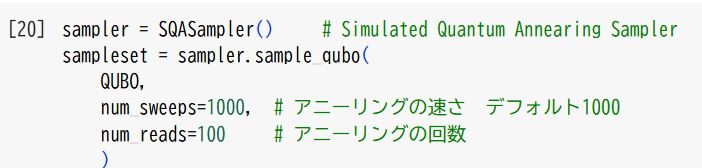 [20] sampler = SQASampler()    # Simulated Quantum Annearing Sampler
sampleset = sampler.sample_qubo(
QUBO,
num_sweeps=1000,  # アニーリングの速さ　デフォルト1000
num_reads=100     # アニーリングの回数
)